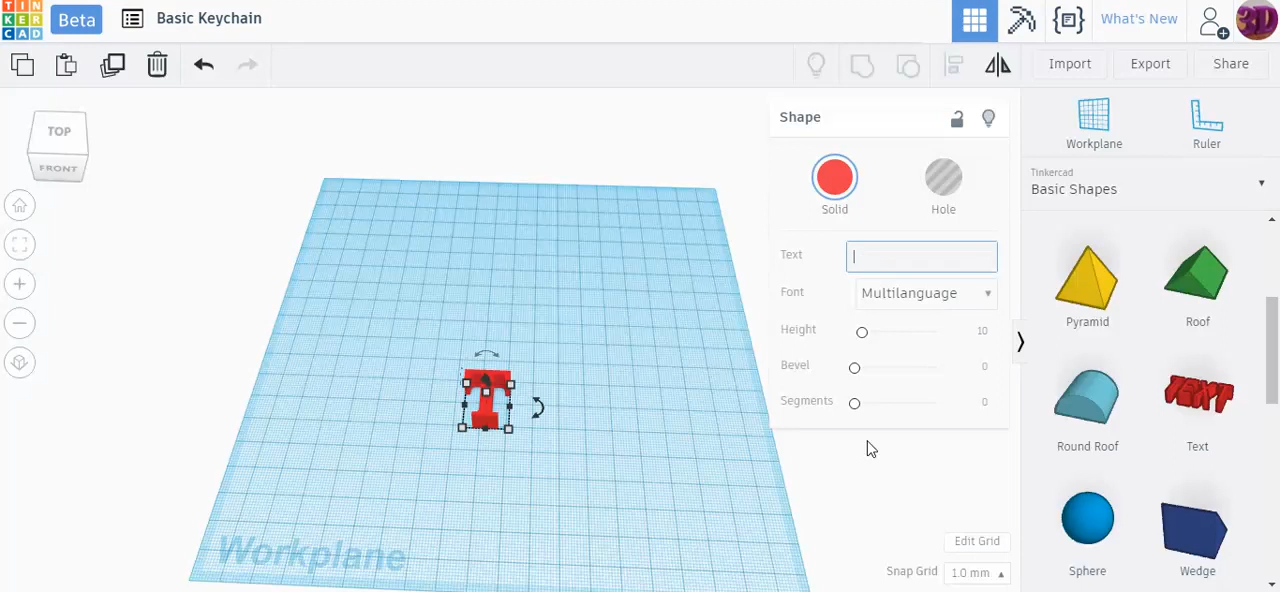 TIN
KER
CAD
Beta
Basic Keychain
What's New
Import
Export
Share
TOP
FRONT
Shape
Solid
Hole
Text
Font
Multilanguage
Height
10
Bevel
0
Segments
0
Workplane
Ruler
Tinkercad
Basic Shapes
Pyramid
Roof
Round Roof
TEXT
Text
Sphere
Wedge
T
Workplane
Edit Grid
Snap Grid
1.0 mm
3D